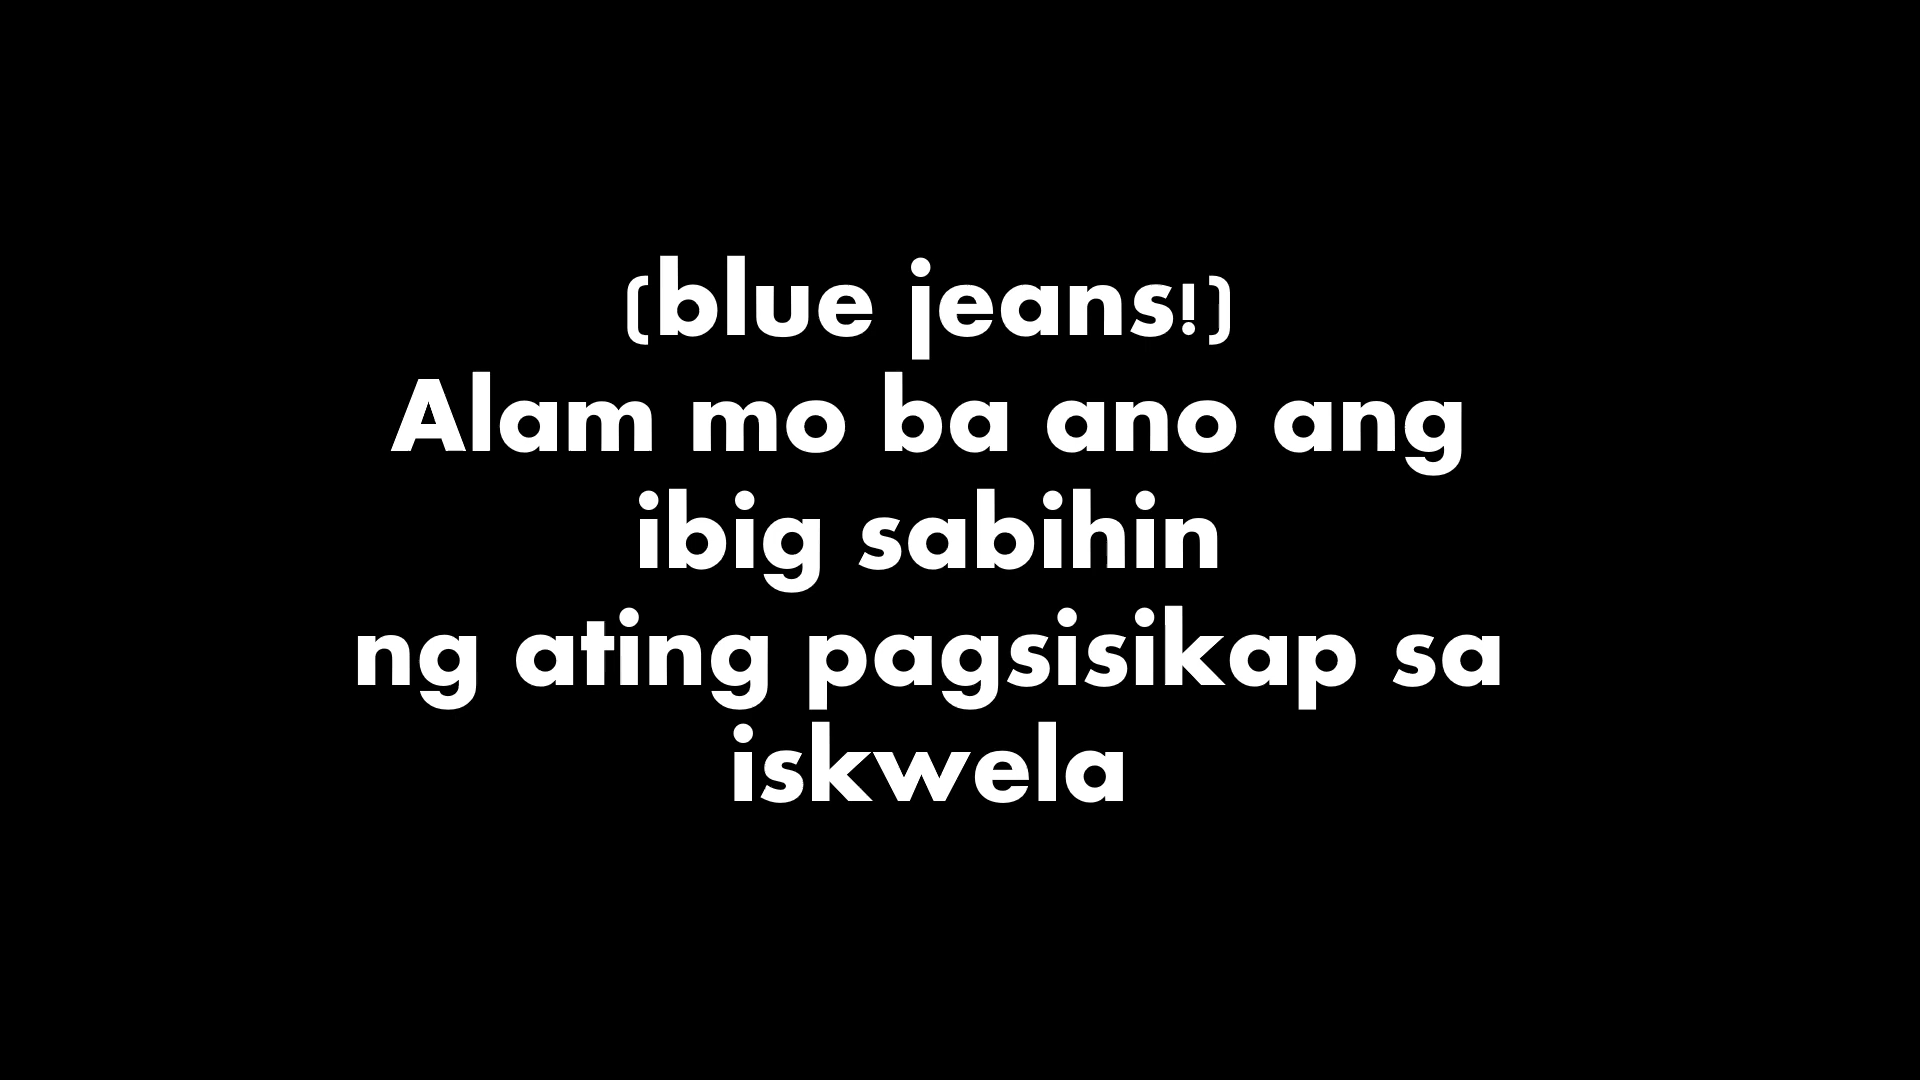 (blue jeans!)
Alam mo ba ano ang
ibig sabihin
ng ating pagsisikap sa
iskwela